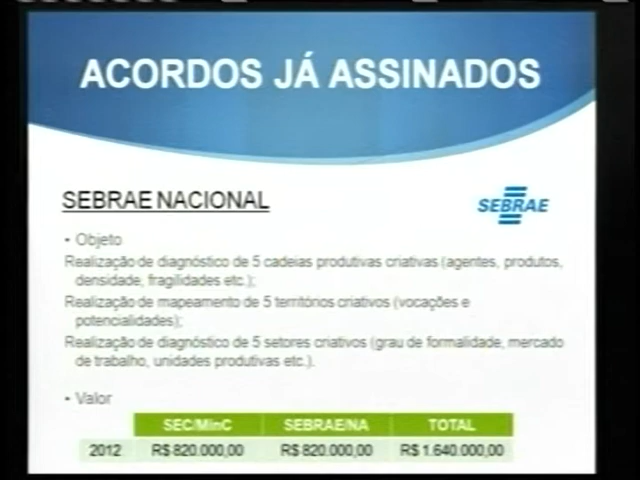 ACORDOS JÁ ASSINADOS
SEBRAE NACIONAL
SEBRAE
• Objeto
Realização de diagnóstico de 5 cadeias produtivas criativas (agentes, produtos,
densidade, fragilidades etc.);
Realização de mapeamento de 5 territórios criativos (vocações e
potencialidades);
Realização de diagnóstico de 5 setores criativos (grau de formalidade, mercado
de trabalho, unidades produtivas etc.).
• Valor
SEC/MinC SEBRAE/NA TOTAL
2012 R$ 820.000,00 R$ 820.000,00 R$ 1.640.000,00